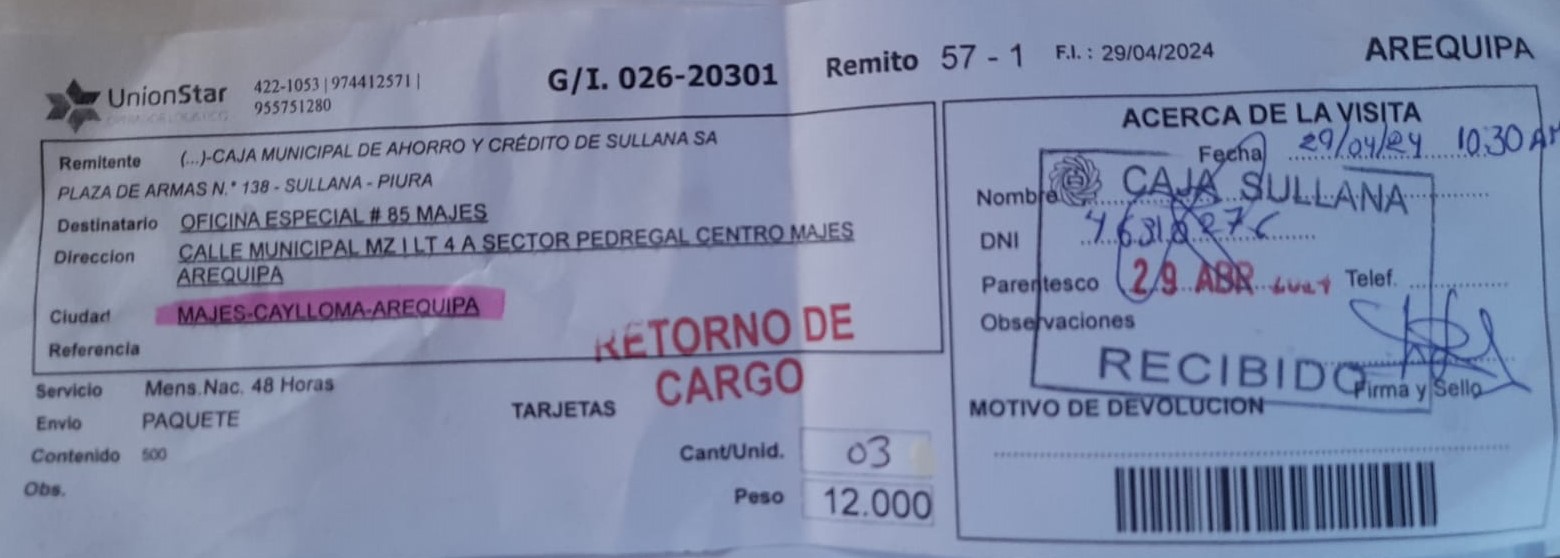 UnionStar
OPERADOR LOGISTICO
422-1053 | 974412571 |
955751280
G/I. 026-20301
Remito 57 - 1
F.I. : 29/04/2024
AREQUIPA
Remitente (...)-CAJA MUNICIPAL DE AHORRO Y CRÉDITO DE SULLANA SA
PLAZA DE ARMAS N.° 138 - SULLANA - PIURA
Destinatario OFICINA ESPECIAL # 85 MAJES
Direccion CALLE MUNICIPAL MZ I LT 4 A SECTOR PEDREGAL CENTRO MAJES
AREQUIPA
Ciudad MAJES-CAYLLOMA-AREQUIPA
Referencia
RETORNO DE
CARGO
Servicio Mens.Nac. 48 Horas
Envio PAQUETE
TARJETAS
Contenido 500
Cant/Unid. 03
Obs.
Peso 12.000
ACERCA DE LA VISITA
Fecha 29/04/24 10:30 AM
Nombre CAJA SULLANA
DNI
Parentesco 29 ABR Telef.
Observaciones
RECIBIDO
Firma y Sello
MOTIVO DE DEVOLUCION